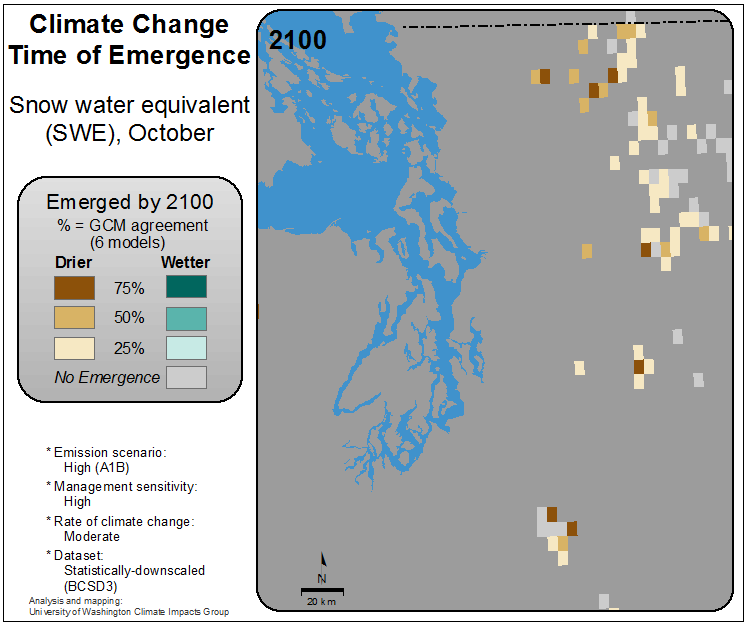 Climate Change
Time of Emergence
Snow water equivalent
(SWE), October
Emerged by 2100
% = GCM agreement
(6 models)
Drier Wetter
75%
50%
25%
No Emergence
* Emission scenario:
High (A1B)
* Management sensitivity:
High
* Rate of climate change:
Moderate
* Dataset:
Statistically-downscaled
(BCSD3)
Analysis and mapping:
University of Washington Climate Impacts Group
2100
N
20 km